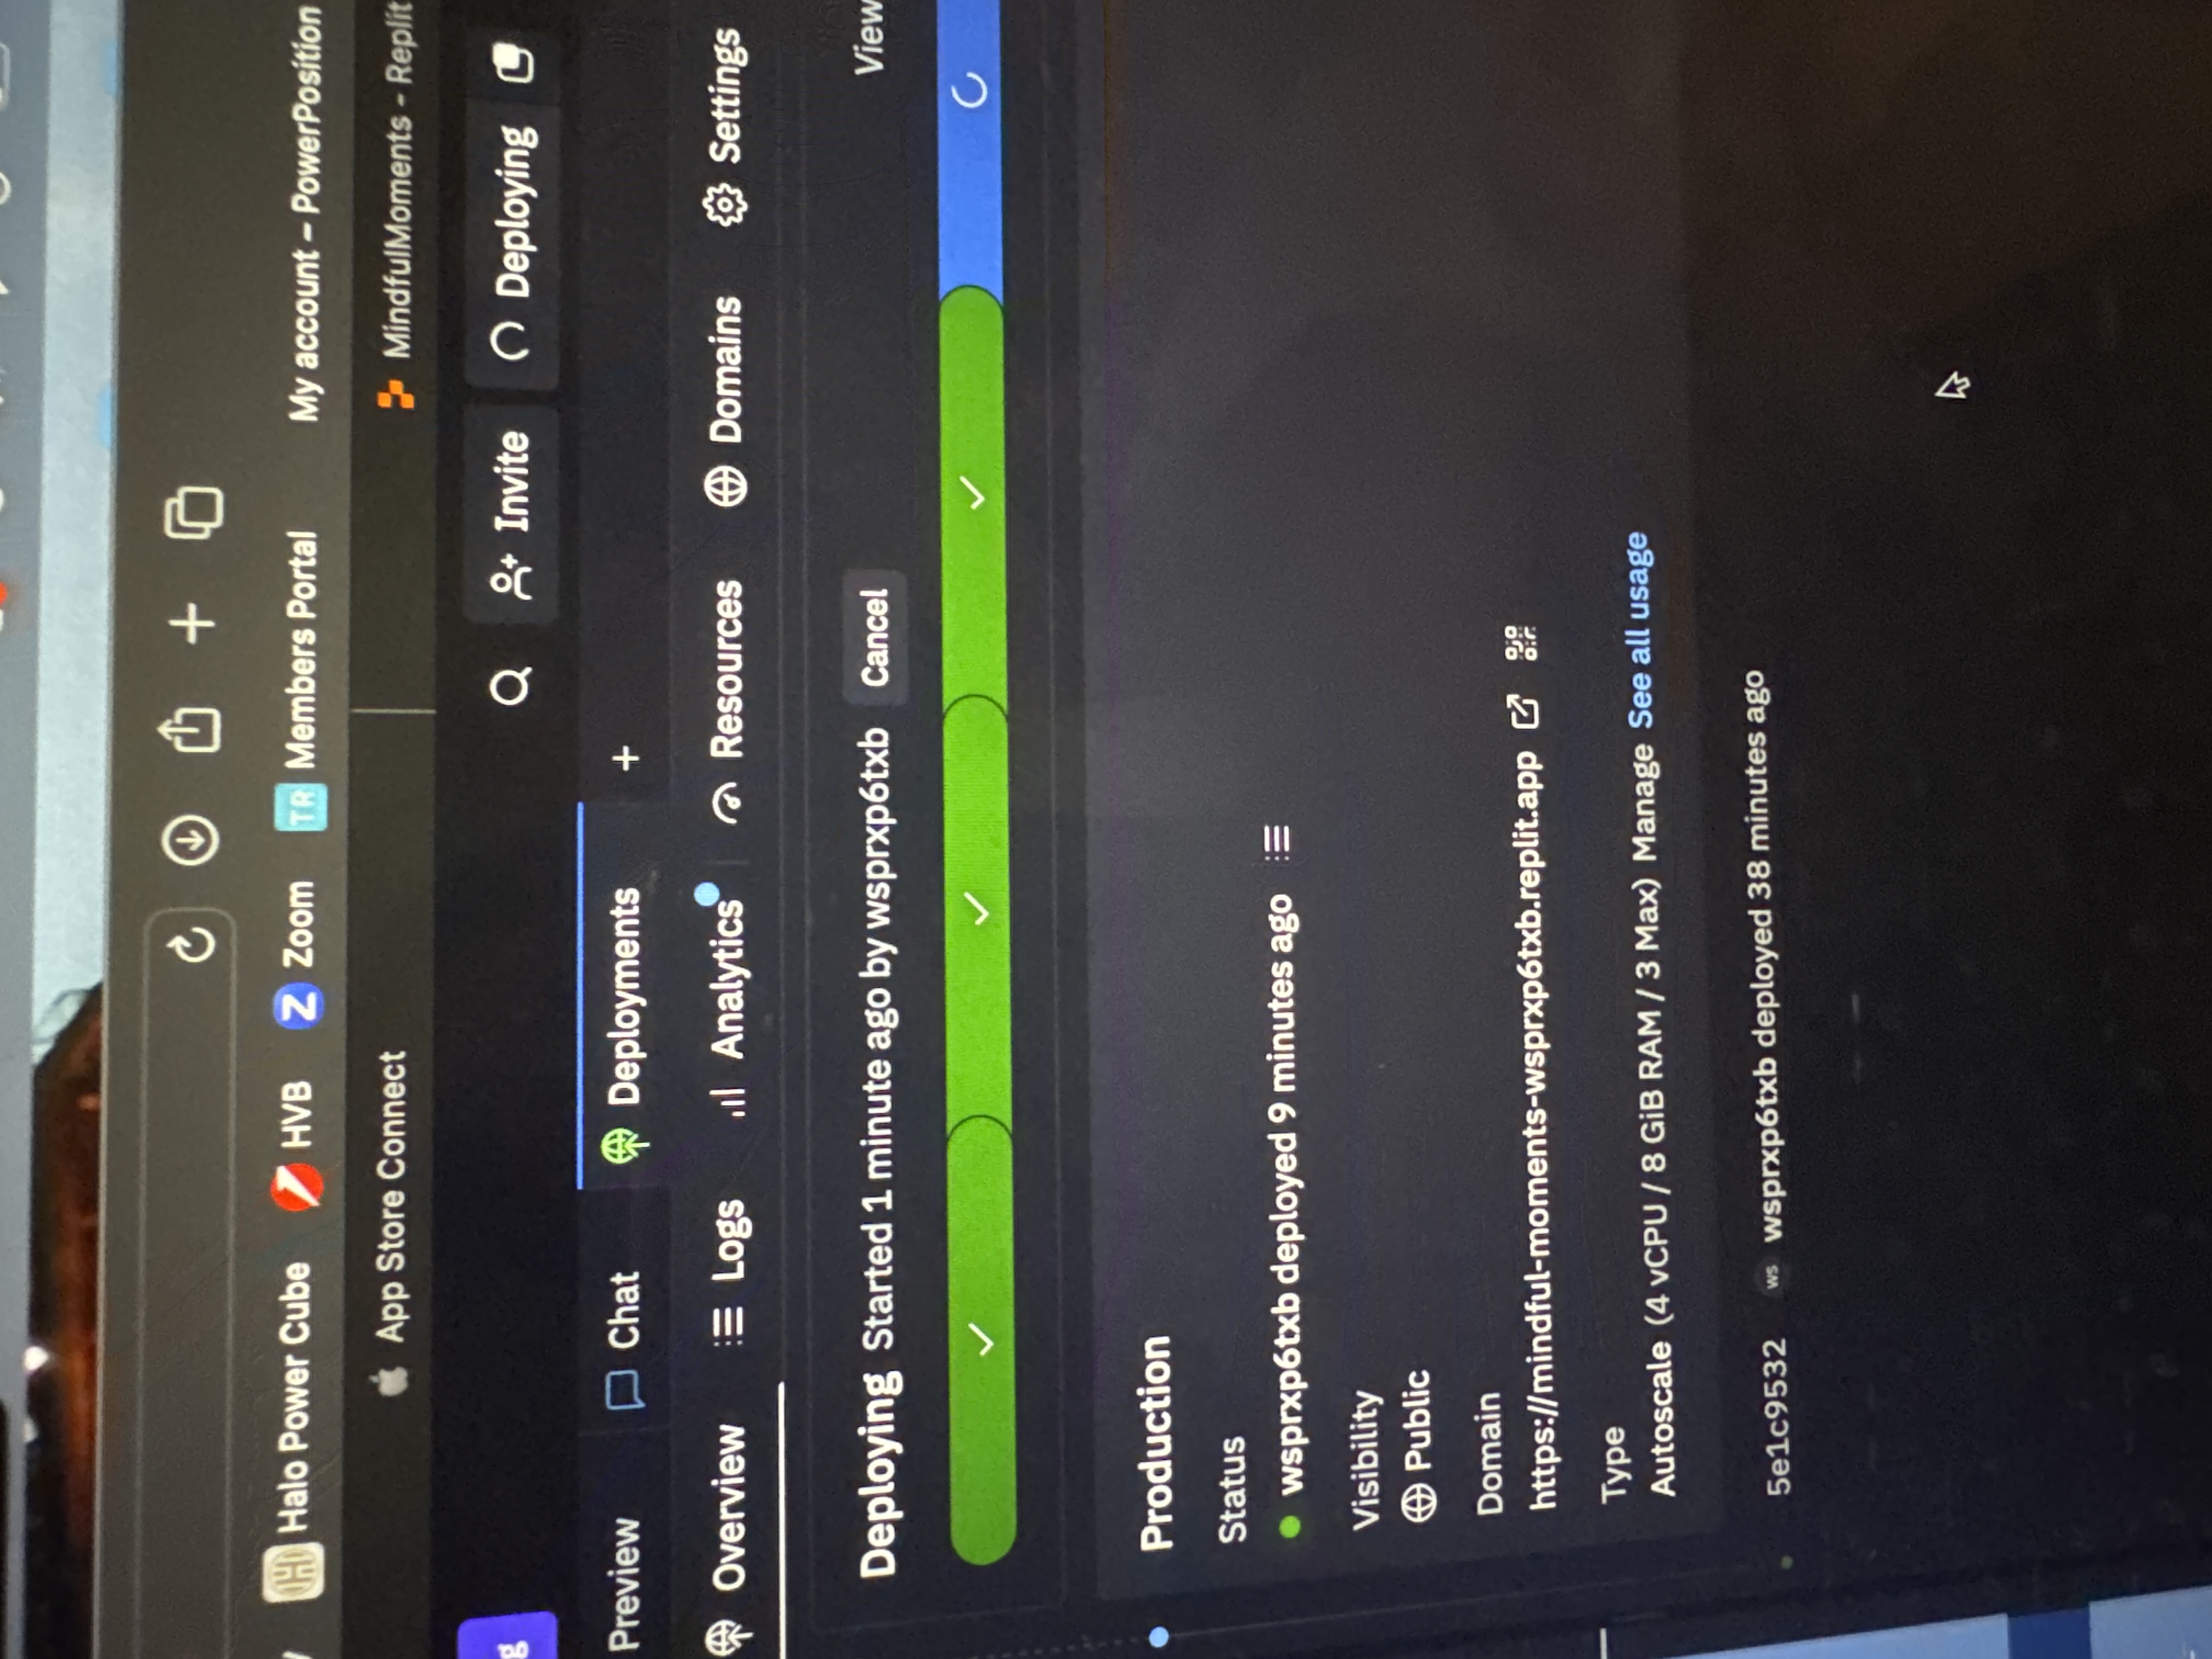 Halo Power Cube HVB Zoom TR Members Portal My account – PowerPosition
App Store Connect MindfulMoments - Replit
g Invite Deploying
Preview Chat Deployments +
Overview Logs Analytics Resources Domains Settings
Deploying Started 1 minute ago by wsprxp6txb Cancel View
Production
Status
wsprxp6txb deployed 9 minutes ago
Visibility
Public
Domain
https://mindful-moments-wsprxp6txb.replit.app
Type
Autoscale (4 vCPU / 8 GiB RAM / 3 Max) Manage See all usage
5e1c9532 ws wsprxp6txb deployed 38 minutes ago